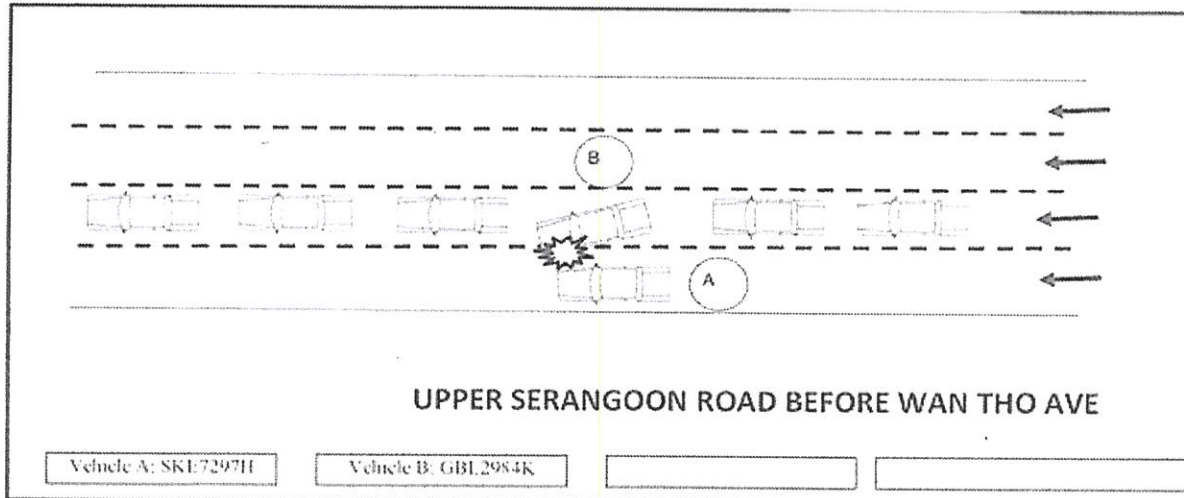 B
A
UPPER SERANGOON ROAD BEFORE WAN THO AVE
Vehicle A: SKE7297H
Vehicle B: GBL2984K